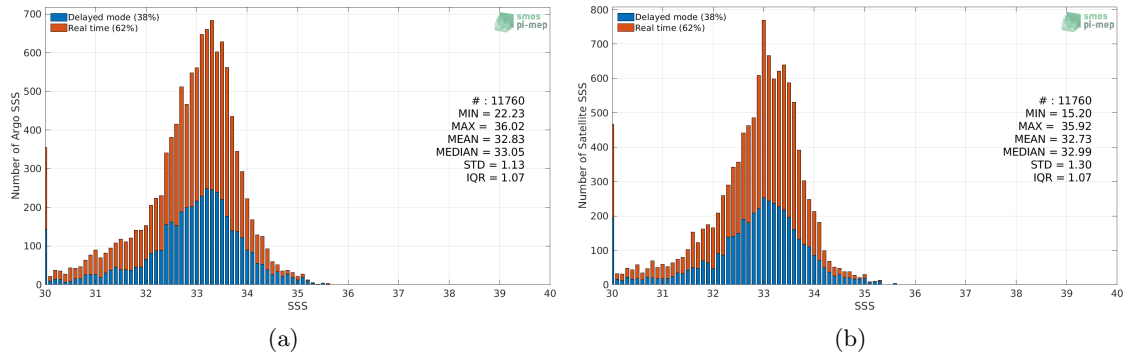 Delayed mode (38%)
Real time (62%)
smos
pi-mep
700
600
500
400
300
200
100
0
Number of Argo SSS
# : 11760
MIN = 22.23
MAX = 36.02
MEAN = 32.83
MEDIAN = 33.05
STD = 1.13
IQR = 1.07
30 31 32 33 34 35 36 37 38 39 40
SSS
(a)
Delayed mode (38%)
Real time (62%)
smos
pi-mep
800
700
600
500
400
300
200
100
0
Number of Satellite SSS
# : 11760
MIN = 15.20
MAX = 35.92
MEAN = 32.73
MEDIAN = 32.99
STD = 1.30
IQR = 1.07
30 31 32 33 34 35 36 37 38 39 40
SSS
(b)